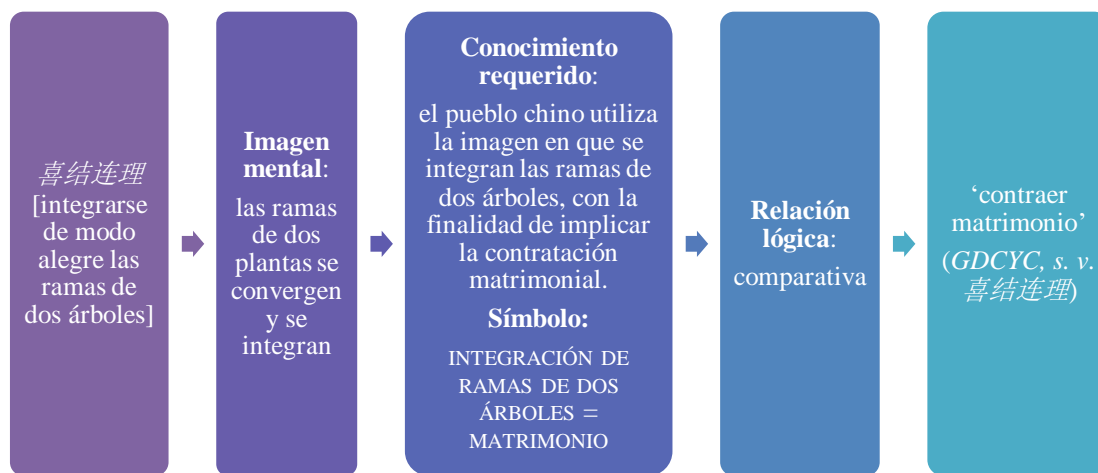 喜结连理
[integrarse
de modo
alegre las
ramas de
dos árboles]
Imagen
mental:
las ramas
de dos
plantas se
convergen
y se
integran
Conocimiento
requerido:
el pueblo chino utiliza
la imagen en que se
integran las ramas de
dos árboles, con la
finalidad de implicar
la contratación
matrimonial.
Símbolo:
INTEGRACIÓN DE
RAMAS DE DOS
ÁRBOLES =
MATRIMONIO
Relación
lógica:
comparativa
‘contraer
matrimonio’
(GDCYC, s. v.
喜结连理)